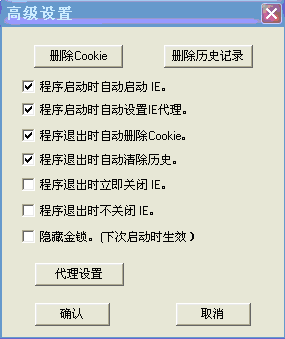 高级设置
删除Cookie 删除历史记录
程序启动时自动启动 IE。
程序启动时自动设置IE代理。
程序退出时自动删除Cookie。
程序退出时自动清除历史。
程序退出时立即关闭 IE。
程序退出时不关闭 IE。
隐藏金锁。(下次启动时生效）
代理设置
确认 取消